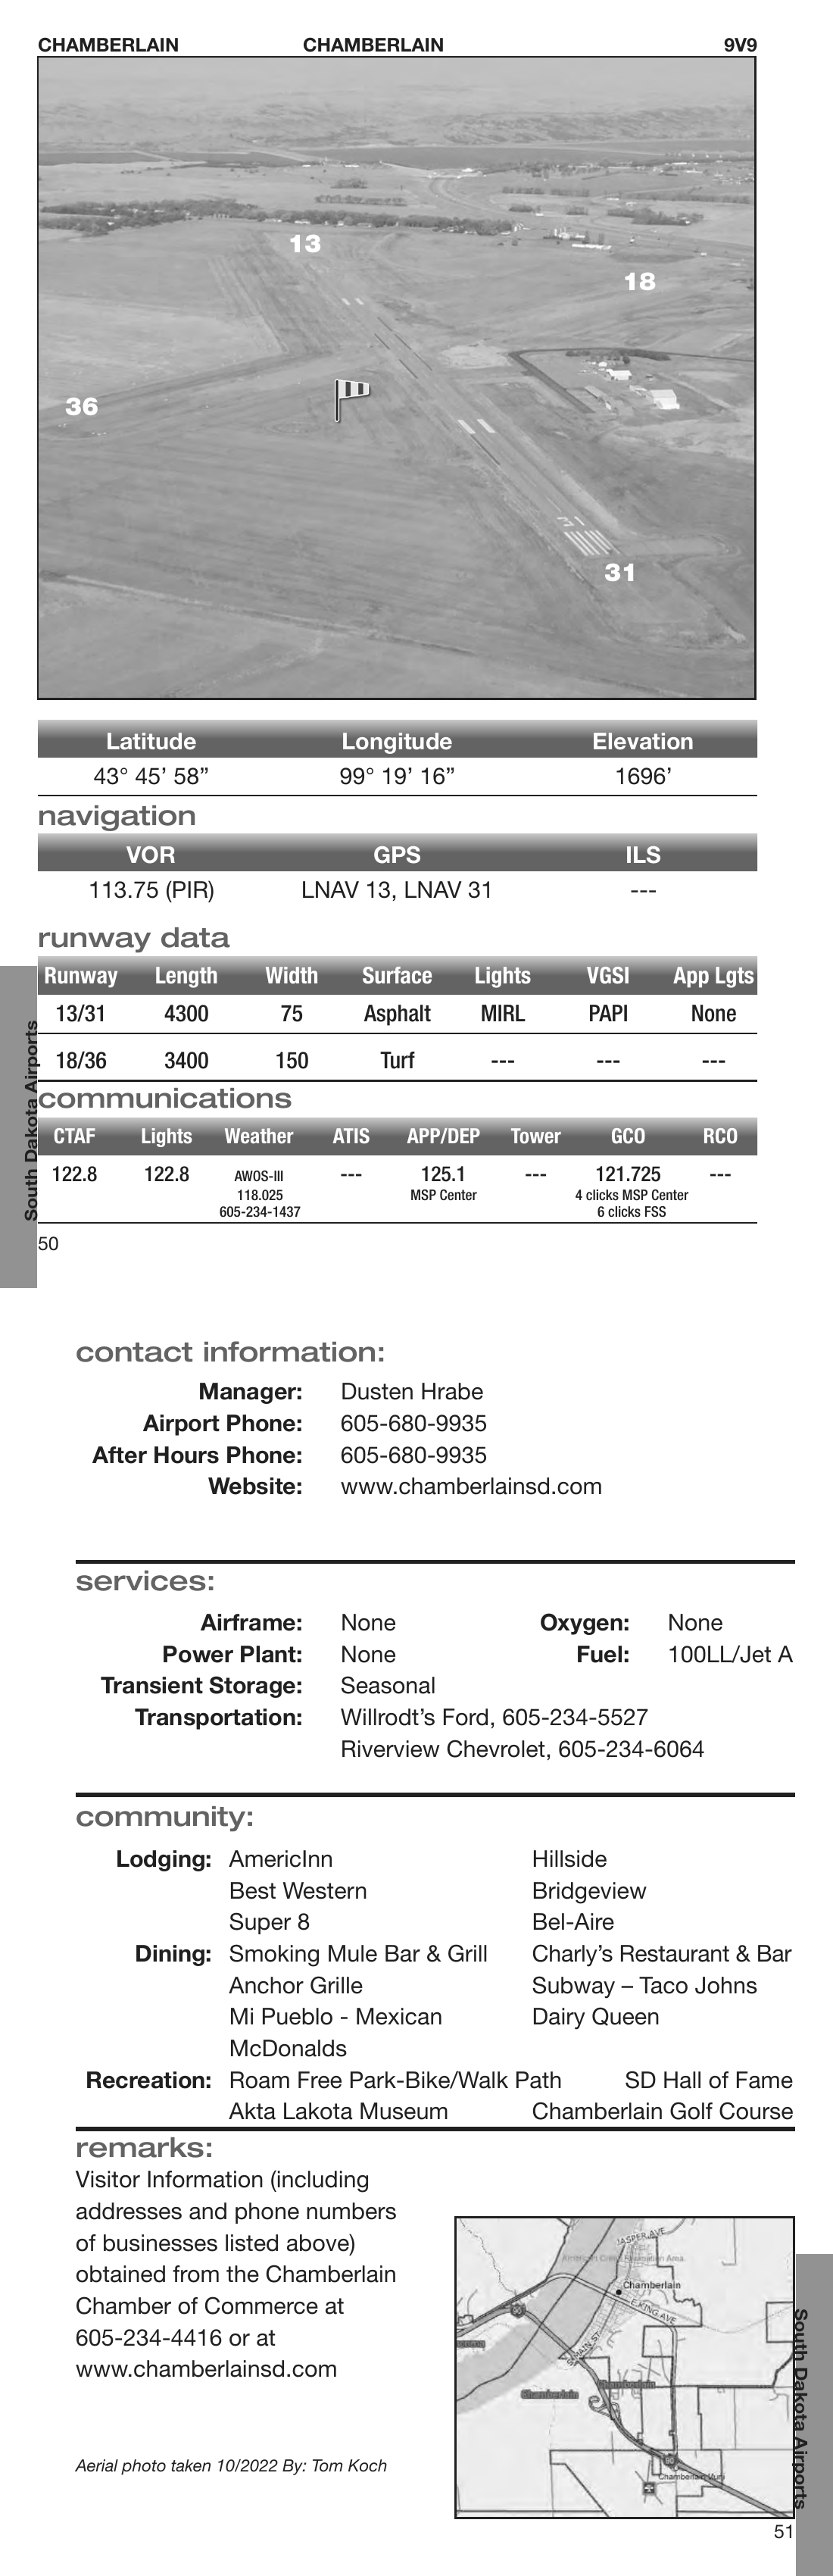 CHAMBERLAIN CHAMBERLAIN 9V9
13
18
36
31
Latitude Longitude Elevation
43° 45’ 58” 99° 19’ 16” 1696’
navigation
VOR GPS ILS
113.75 (PIR) LNAV 13, LNAV 31 ---
runway data
Runway Length Width Surface Lights VGSI App Lgts
13/31 4300 75 Asphalt MIRL PAPI None
18/36 3400 150 Turf --- --- ---
communications
CTAF Lights Weather ATIS APP/DEP Tower GCO RCO
122.8 122.8 AWOS-III --- 125.1 --- 121.725 ---
118.025 MSP Center 4 clicks MSP Center
605-234-1437 6 clicks FSS
South Dakota Airports
50
contact information:
Manager: Dusten Hrabe
Airport Phone: 605-680-9935
After Hours Phone: 605-680-9935
Website: www.chamberlainsd.com
services:
Airframe: None Oxygen: None
Power Plant: None Fuel: 100LL/Jet A
Transient Storage: Seasonal
Transportation: Willrodt’s Ford, 605-234-5527
Riverview Chevrolet, 605-234-6064
community:
Lodging: AmericInn Hillside
Best Western Bridgeview
Super 8 Bel-Aire
Dining: Smoking Mule Bar & Grill Charly’s Restaurant & Bar
Anchor Grille Subway – Taco Johns
Mi Pueblo - Mexican Dairy Queen
McDonalds
Recreation: Roam Free Park-Bike/Walk Path SD Hall of Fame
Akta Lakota Museum Chamberlain Golf Course
remarks:
Visitor Information (including
addresses and phone numbers
of businesses listed above)
obtained from the Chamberlain
Chamber of Commerce at
605-234-4416 or at
www.chamberlainsd.com
Aerial photo taken 10/2022 By: Tom Koch
JASPER AVE
Chamberlain
E KING AVE
S MAIN ST
Chamberlain
Chamberlain
Chamberlain Muni
South Dakota Airports
51